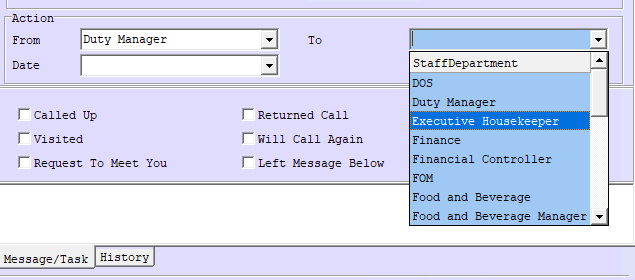 Action
From Duty Manager To
Date
StaffDepartment
DOS
Duty Manager
Executive Housekeeper
Finance
Financial Controller
FOM
Food and Beverage
Food and Beverage Manager
Called Up Returned Call
Visited Will Call Again
Request To Meet You Left Message Below
Message/Task History